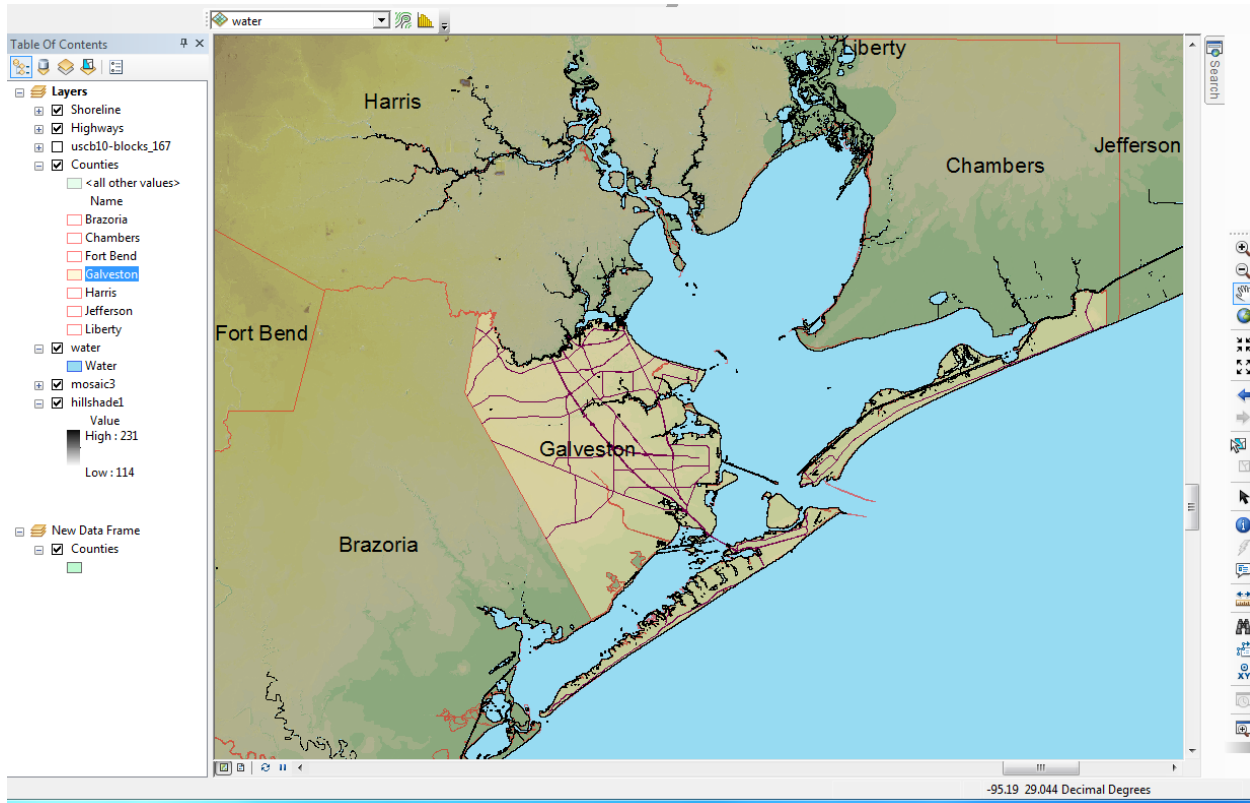 water
Table Of Contents
Layers
Shoreline
Highways
uscb10-blocks_167
Counties
<all other values>
Name
Brazoria
Chambers
Fort Bend
Galveston
Harris
Jefferson
Liberty
water
Water
mosaic3
hillshade1
Value
High : 231
Low : 114
New Data Frame
Counties
Liberty
Harris
Jefferson
Chambers
Fort Bend
Galveston
Brazoria
Search
XY
-95.19 29.044 Decimal Degrees